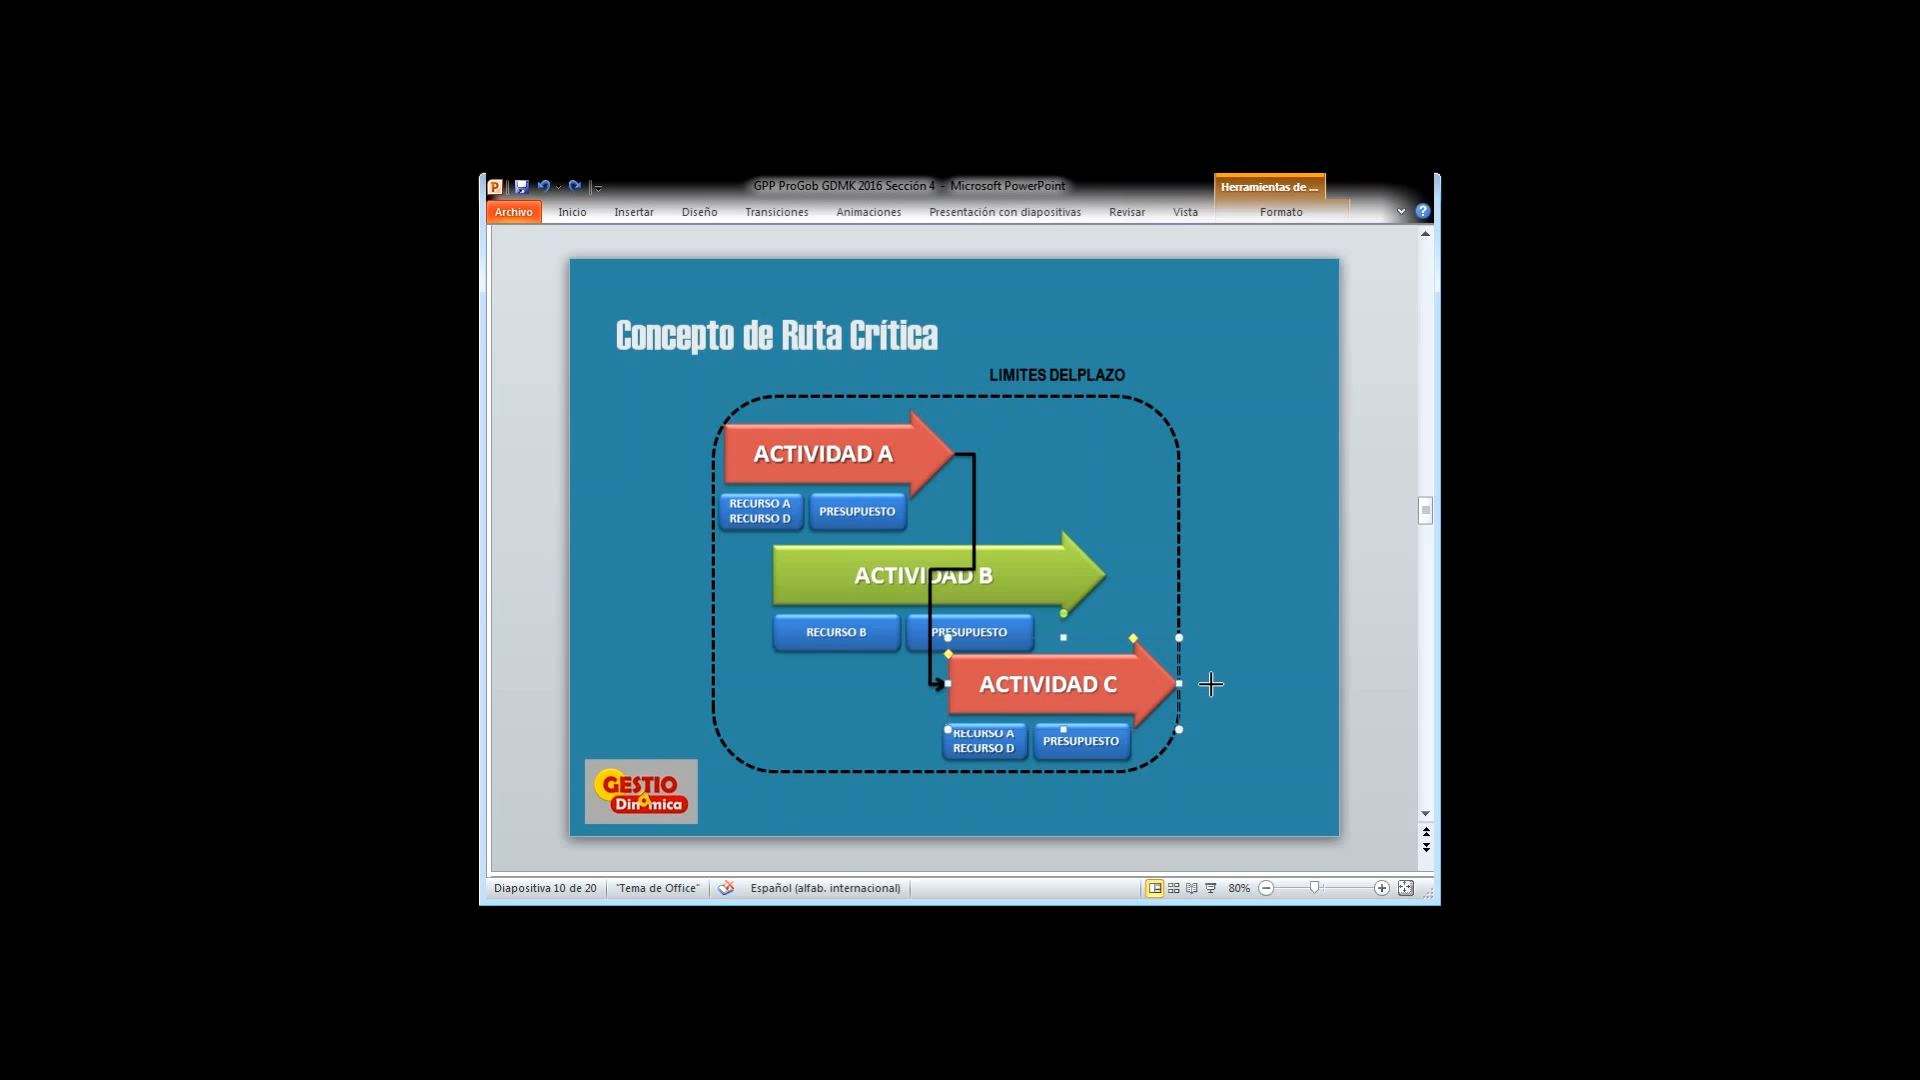 GPP ProGob GDMK 2016 Sección 4 - Microsoft PowerPoint
Herramientas de ...
Archivo Inicio Insertar Diseño Transiciones Animaciones Presentación con diapositivas Revisar Vista Formato
Concepto de Ruta Crítica
LIMITES DELPLAZO
ACTIVIDAD A
RECURSO A
RECURSO D
PRESUPUESTO
ACTIVIDAD B
RECURSO B
PRESUPUESTO
ACTIVIDAD C
RECURSO A
RECURSO D
PRESUPUESTO
GESTIO
Dinamica
Diapositiva 10 de 20 "Tema de Office" Español (alfab. internacional) 80%